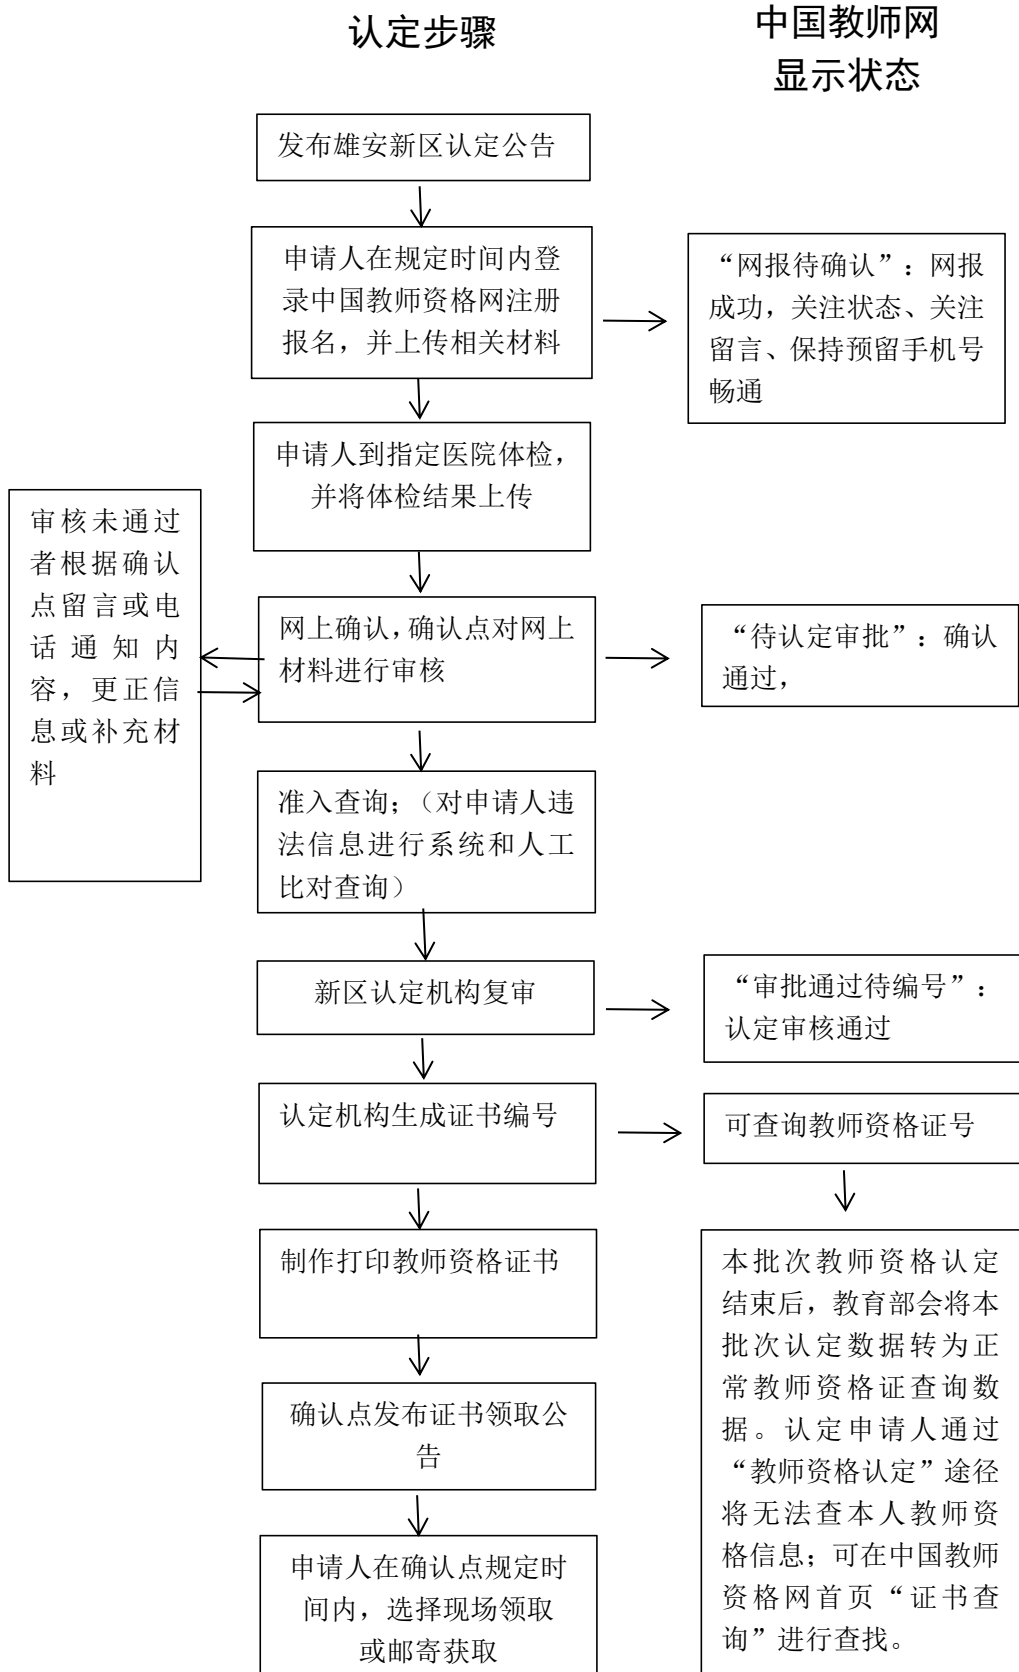 认定步骤
中国教师网
显示状态
发布雄安新区认定公告
申请人在规定时间内登
录中国教师资格网注册
报名，并上传相关材料
“网报待确认”：网报
成功，关注状态、关注
留言、保持预留手机号
畅通
申请人到指定医院体检，
并将体检结果上传
审核未通过
者根据确认
点留言或电
话通知内
容，更正信
息或补充材
料
网上确认，确认点对网上
材料进行审核
“待认定审批”：确认
通过，
准入查询；（对申请人违
法信息进行系统和人工
比对查询）
新区认定机构复审
“审批通过待编号”：
认定审核通过
认定机构生成证书编号
可查询教师资格证号
制作打印教师资格证书
确认点发布证书领取公
告
申请人在确认点规定时
间内，选择现场领取
或邮寄获取
本批次教师资格认定
结束后，教育部会将本
批次认定数据转为正
常教师资格证查询数
据。认定申请人通过
“教师资格认定”途径
将无法查本人教师资
格信息；可在中国教师
资格网首页“证书查
询”进行查找。